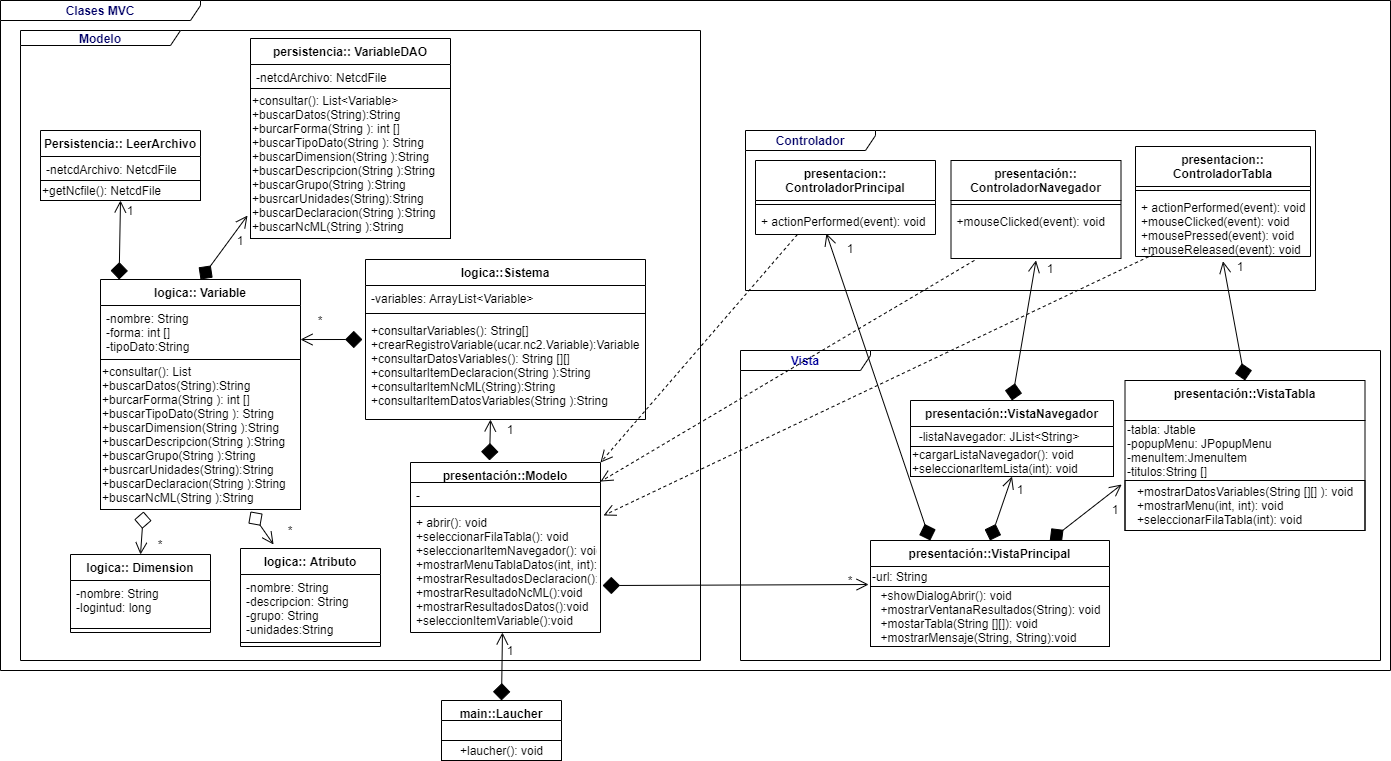 Clases MVC
Modelo
persistencia:: VariableDAO
-netcdArchivo: NetcdFile
+consultar(): List<Variable>
+buscarDatos(String):String
+burcarForma(String ): int []
+buscarTipoDato(String ): String
+buscarDimension(String ):String
+buscarDescripcion(String ):String
+buscarGrupo(String ):String
+busrcarUnidades(String):String
+buscarDeclaracion(String ):String
+buscarNcML(String ):String
Persistencia:: LeerArchivo
-netcdArchivo: NetcdFile
+getNcfile(): NetcdFile
1
1
logica:: Variable
-nombre: String
-forma: int []
-tipoDato:String
+consultar(): List
+buscarDatos(String):String
+burcarForma(String ): int []
+buscarTipoDato(String ): String
+buscarDimension(String ):String
+buscarDescripcion(String ):String
+buscarGrupo(String ):String
+busrcarUnidades(String):String
+buscarDeclaracion(String ):String
+buscarNcML(String ):String
*
logica::Sistema
-variables: ArrayList<Variable>
+consultarVariables(): String[]
+crearRegistroVariable(ucar.nc2.Variable):Variable
+consultarDatosVariables(): String [][]
+consultarItemDeclaracion(String ):String
+consultarItemNcML(String):String
+consultarItemDatosVariables(String ):String
1
*
*
logica:: Dimension
-nombre: String
-logintud: long
logica:: Atributo
-nombre: String
-descripcion: String
-grupo: String
-unidades:String
presentación::Modelo
-
+ abrir(): void
+seleccionarFilaTabla(): void
+seleccionarItemNavegador(): voi
+mostrarMenuTablaDatos(int, int):
+mostrarResultadosDeclaracion():
+mostrarResultadoNcML():void
+mostrarResultadosDatos():void
+seleccionItemVariable():void
1
main::Laucher
+laucher(): void
Controlador
presentacion::
ControladorPrincipal
+ actionPerformed(event): void
presentación::
ControladorNavegador
+mouseClicked(event): void
presentacion::
ControladorTabla
+ actionPerformed(event): void
+mouseClicked(event): void
+mousePressed(event): void
+mouseReleased(event): void
1
1
1
Vista
presentación::VistaNavegador
-listaNavegador: JList<String>
+cargarListaNavegador(): void
+seleccionarItemLista(int): void
presentación::VistaTabla
-tabla: Jtable
-popupMenu: JPopupMenu
-menuItem:JmenuItem
-titulos:String []
+mostrarDatosVariables(String [][] ): void
+mostrarMenu(int, int): void
+seleccionarFilaTabla(int): void
1
1
*
presentación::VistaPrincipal
-url: String
+showDialogAbrir(): void
+mostrarVentanaResultados(String): void
+mostarTabla(String [][]): void
+mostrarMensaje(String, String):void